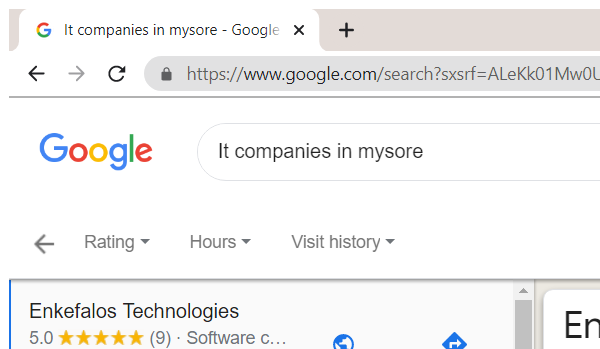 It companies in mysore - Google
https://www.google.com/search?sxsrf=ALeKk01Mw0U
Google
It companies in mysore
Rating Hours Visit history
Enkefalos Technologies
5.0 (9) · Software c...
En